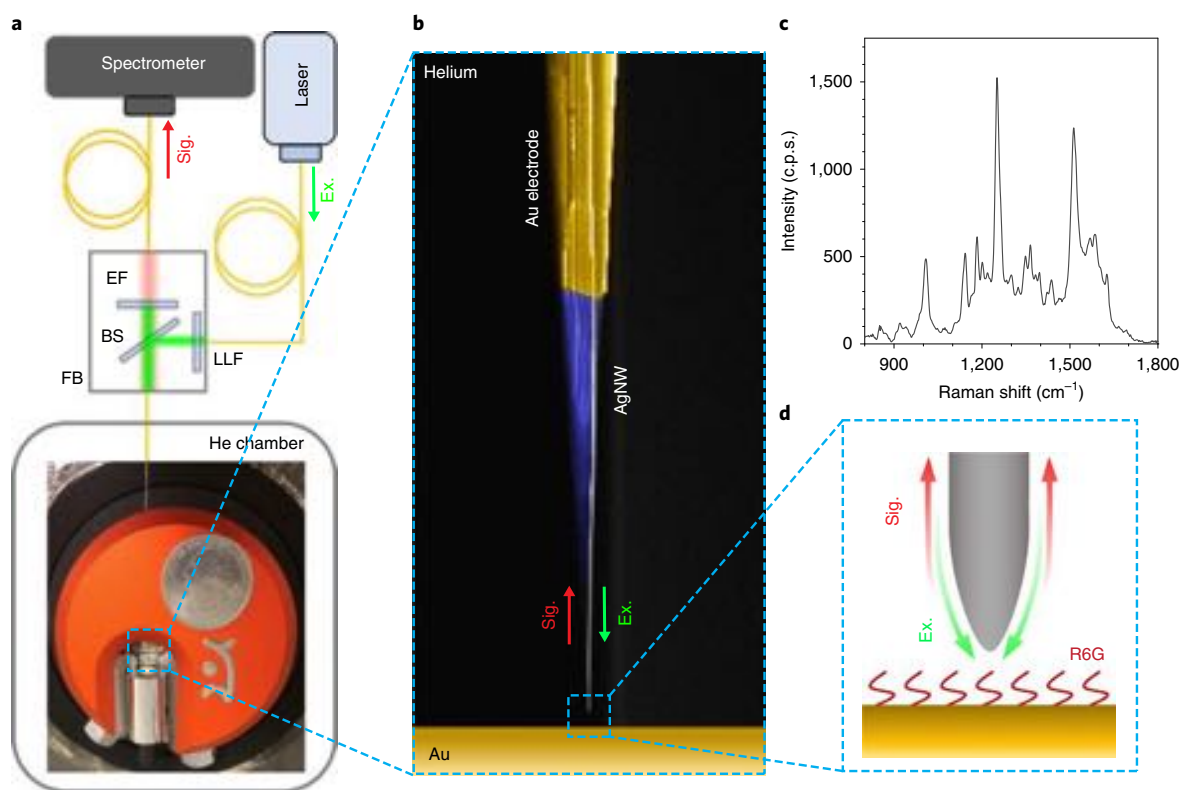 a
Spectrometer
Laser
Sig.
Ex.
EF
BS
FB
LLF
He chamber
b
Helium
Au electrode
AgNW
Sig.
Ex.
Au
c
Intensity (c.p.s.)
1,500
1,000
500
0
900
1,200
1,500
1,800
Raman shift (cm⁻¹)
d
Sig.
Ex.
R6G